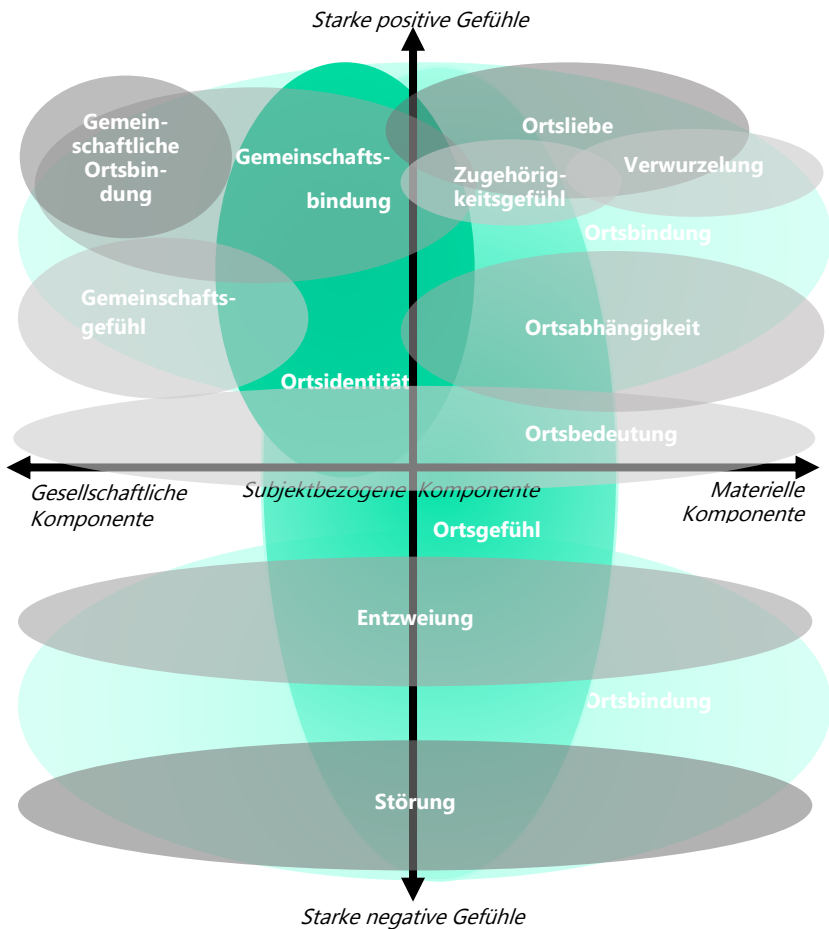 Starke positive Gefühle
Gemein-
schaftliche
Ortsbin-
dung
Gemeinschafts-
bindung
Ortsliebe
Zugehörig-
keitsgefühl
Verwurzelung
Ortsbindung
Gemeinschafts-
gefühl
Ortsabhängigkeit
Ortsidentität
Ortsbedeutung
Gesellschaftliche
Komponente
Subjektbezogene Komponente
Materielle
Komponente
Ortsgefühl
Entzweiung
Ortsbindung
Störung
Starke negative Gefühle